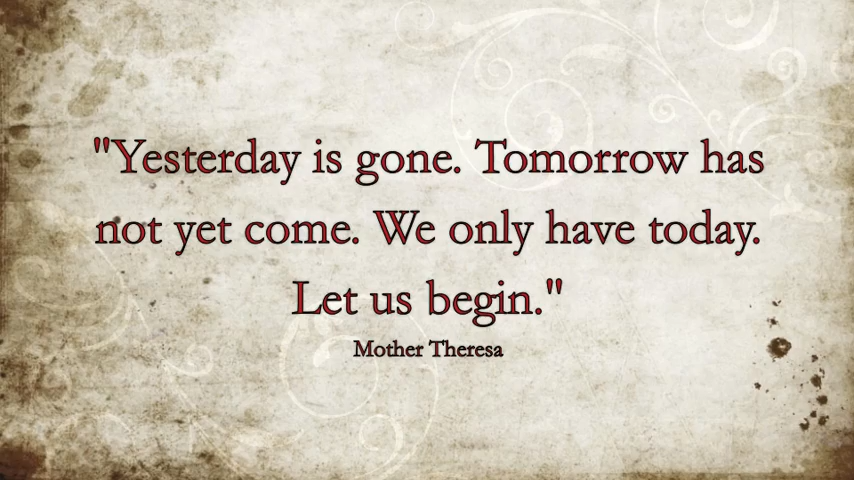 "Yesterday is gone. Tomorrow has
not yet come. We only have today.
Let us begin."
Mother Theresa